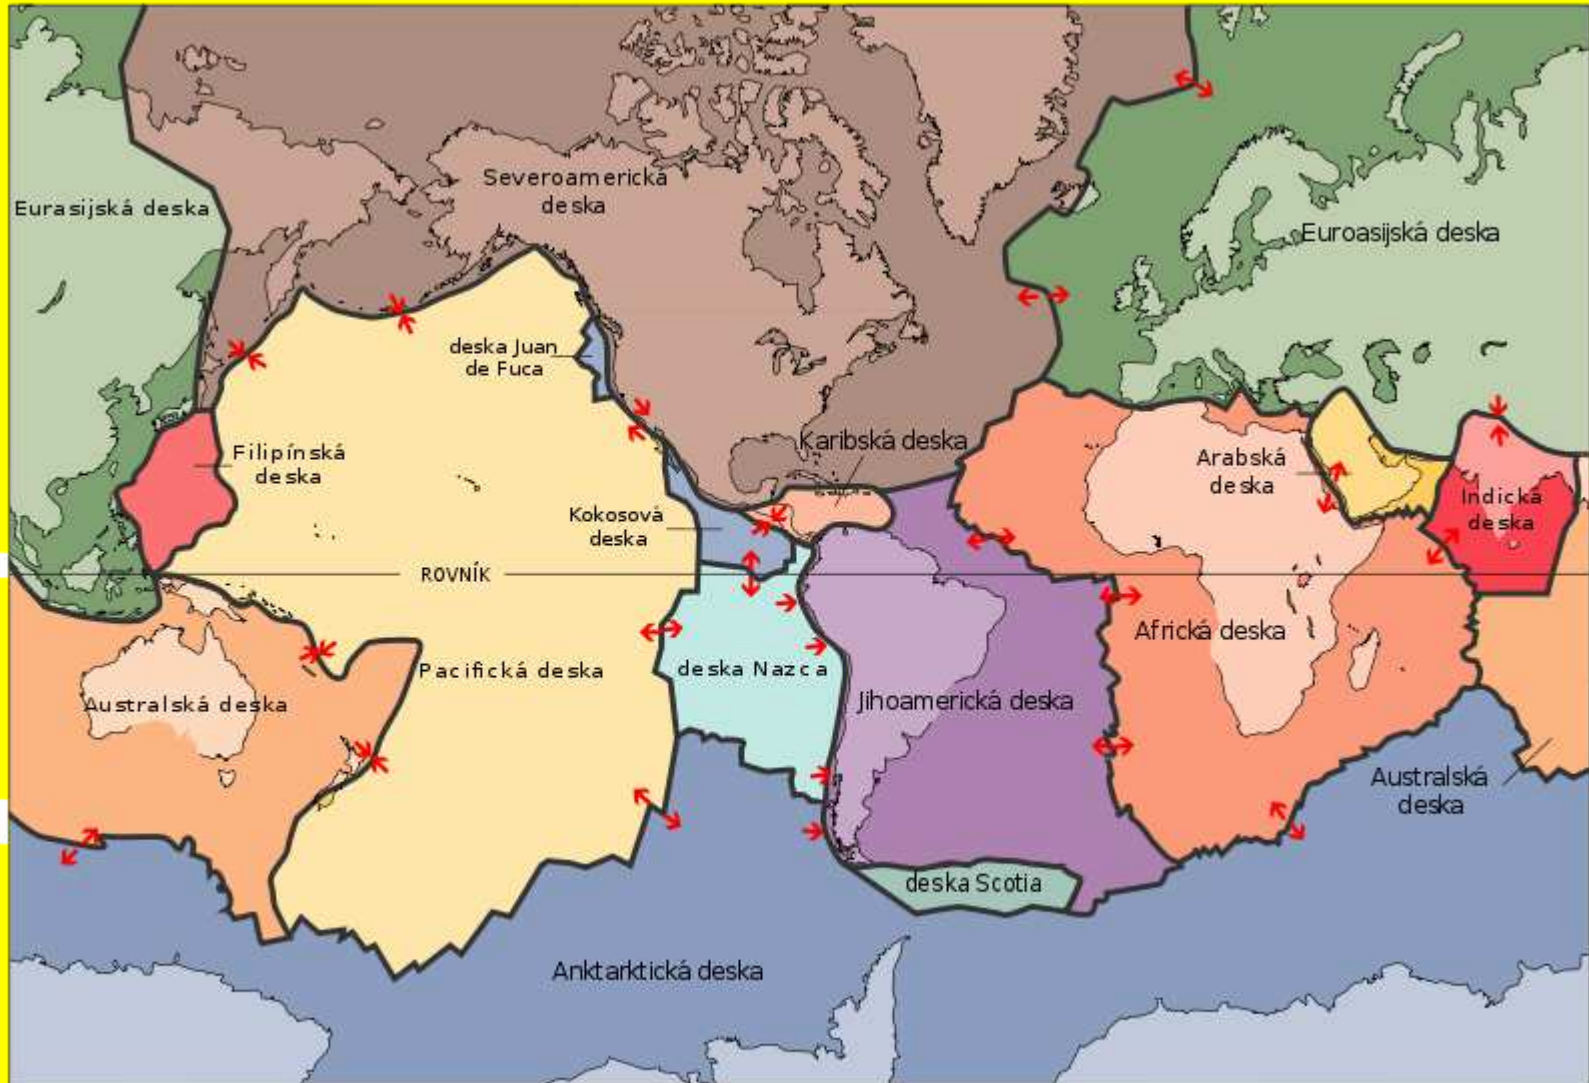 Severoamerická
deska
Eurasijská deska
Euroasijská deska
deska Juan
de Fuca
Karibská deska
Filipínská
deska
Arabská
deska
Indická
deska
Kokosová
deska
ROVNÍK
Africká deska
Pacifická deska
deska Nazca
Australská deska
Jihoamerická deska
Australská
deska
deska Scotia
Anktarktická deska